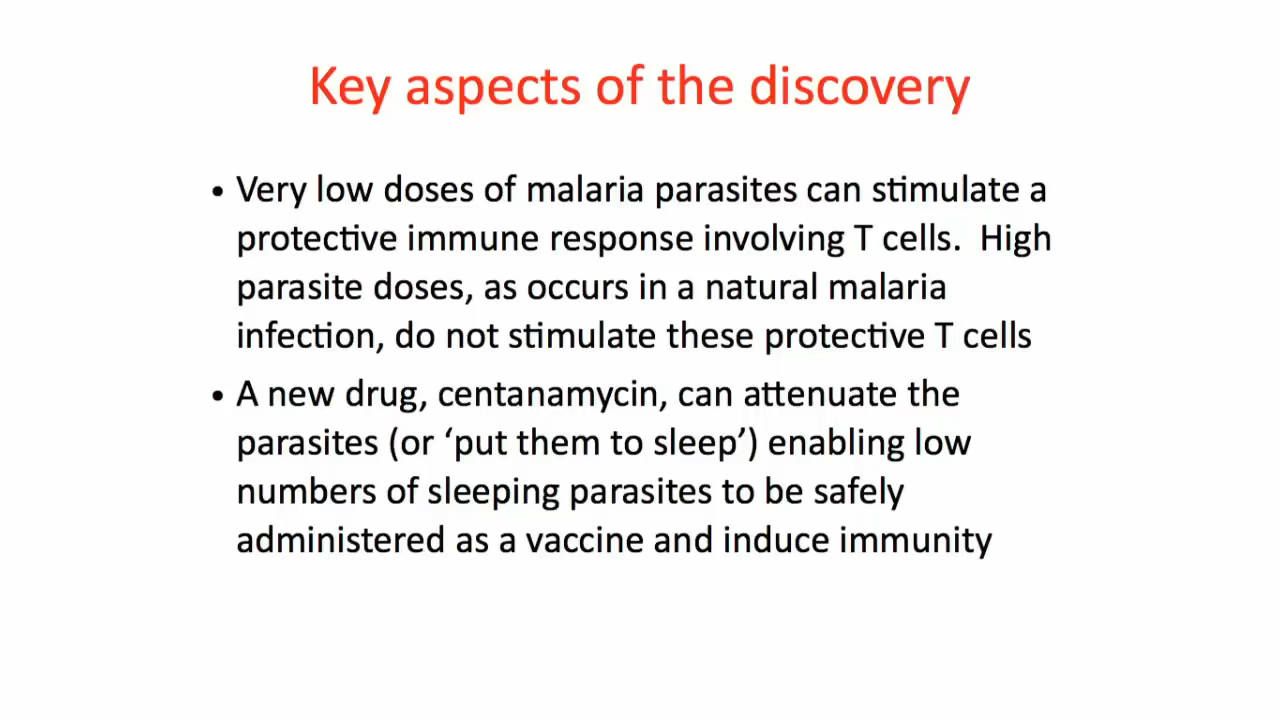 Key aspects of the discovery
• Very low doses of malaria parasites can stimulate a
protective immune response involving T cells.  High
parasite doses, as occurs in a natural malaria
infection, do not stimulate these protective T cells
• A new drug, centanamycin, can attenuate the
parasites (or ‘put them to sleep’) enabling low
numbers of sleeping parasites to be safely
administered as a vaccine and induce immunity